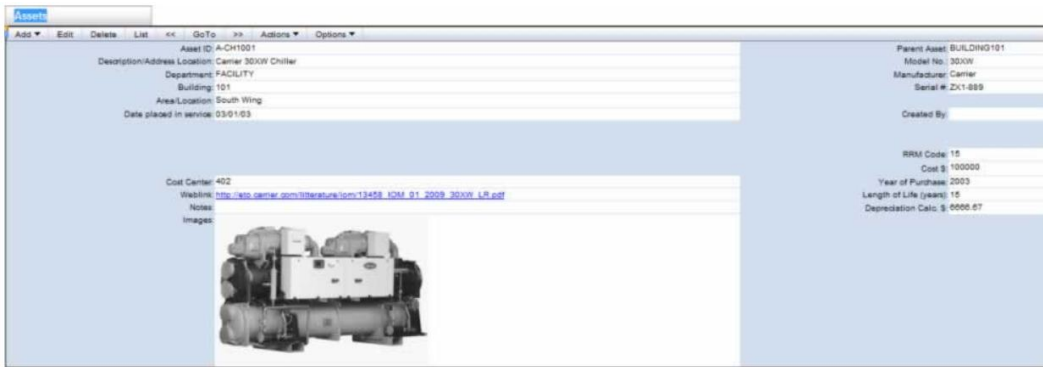 Assets
Add ▼ Edit Delete List << GoTo >> Actions ▼ Options ▼
Asset ID: A-CH1001
Parent Asset: BUILDING101
Description/Address Location: Carrier 30XW Chiller
Model No.: 30XW
Department: FACILITY
Manufacturer: Carrier
Building: 101
Serial #: ZX1-889
Area/Location: South Wing
Date placed in service: 03/01/03
Created By:
RRM Code: 15
Cost $: 100000
Cost Center: 402
Year of Purchase: 2003
Weblink: http://eto.carrier.com/litterature/iom/13458_IOM_01_2009_30XW_LR.pdf
Length of Life (years): 15
Notes:
Depreciation Calc. $: 6666.67
Images: